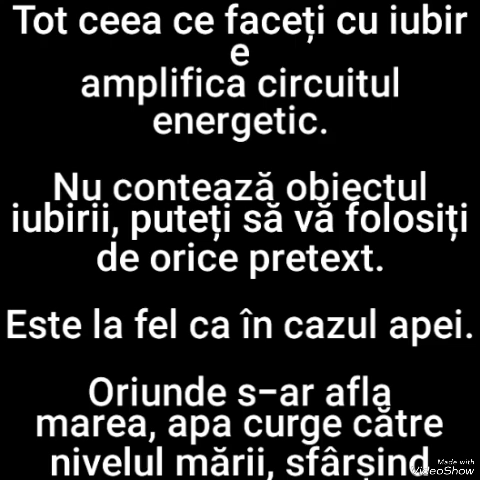 Tot ceea ce faceți cu iubir
e
amplifica circuitul
energetic.
Nu contează obiectul
iubirii, puteți să vă folosiți
de orice pretext.
Este la fel ca în cazul apei.
Oriunde s-ar afla
marea, apa curge către
nivelul mării, sfârșind
Made with
VideoShow